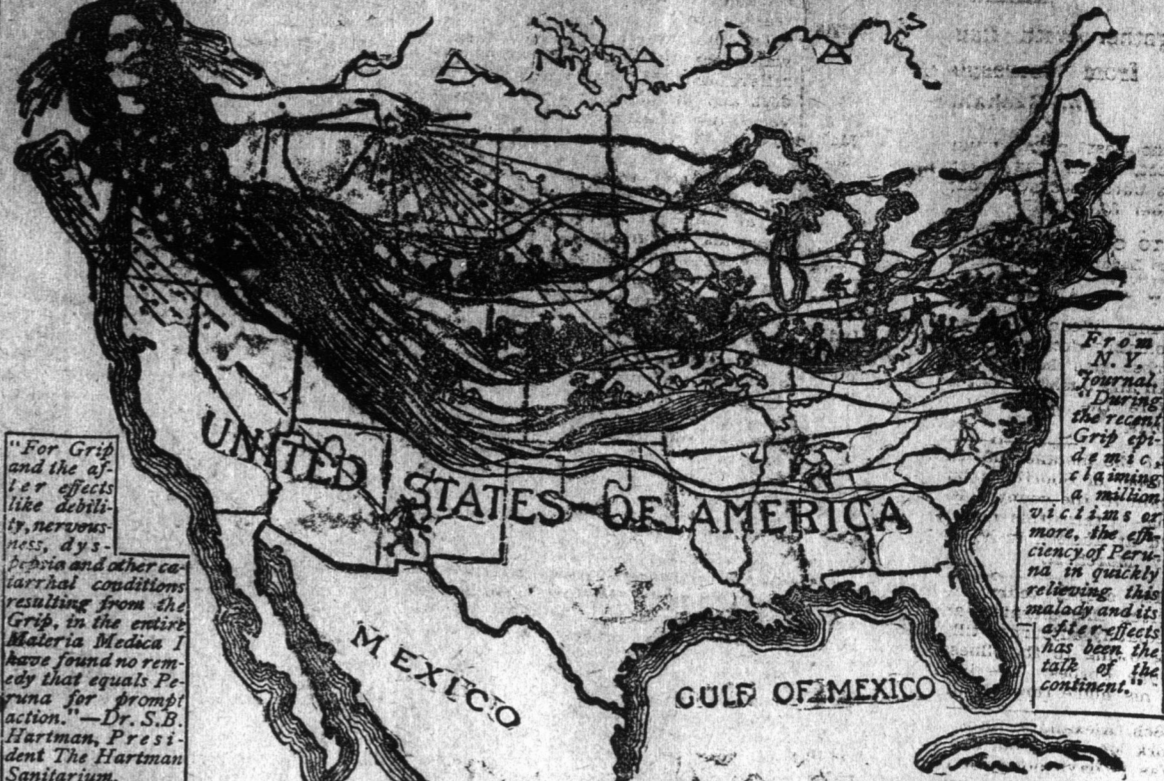 CANADA
UNITED STATES OF AMERICA
MEXICO
GULF OF MEXICO
"For Grip
and the af-
ter effects
like debili-
ty, nervous-
ness, dys-
pepsia and other ca-
tarrhal conditions
resulting from the
Grip, in the entire
Materia Medica I
have found no rem-
edy that equals Pe-
runa for prompt
action."—Dr. S.B.
Hartman, Presi-
dent The Hartman
Sanitarium.
From
N. Y.
Journal.
"During
the recent
Grip epi-
demic,
claiming
a million
victims or
more, the effi-
ciency of Peru-
na in quickly
relieving this
malady and its
after-effects
has been the
talk of the
continent."